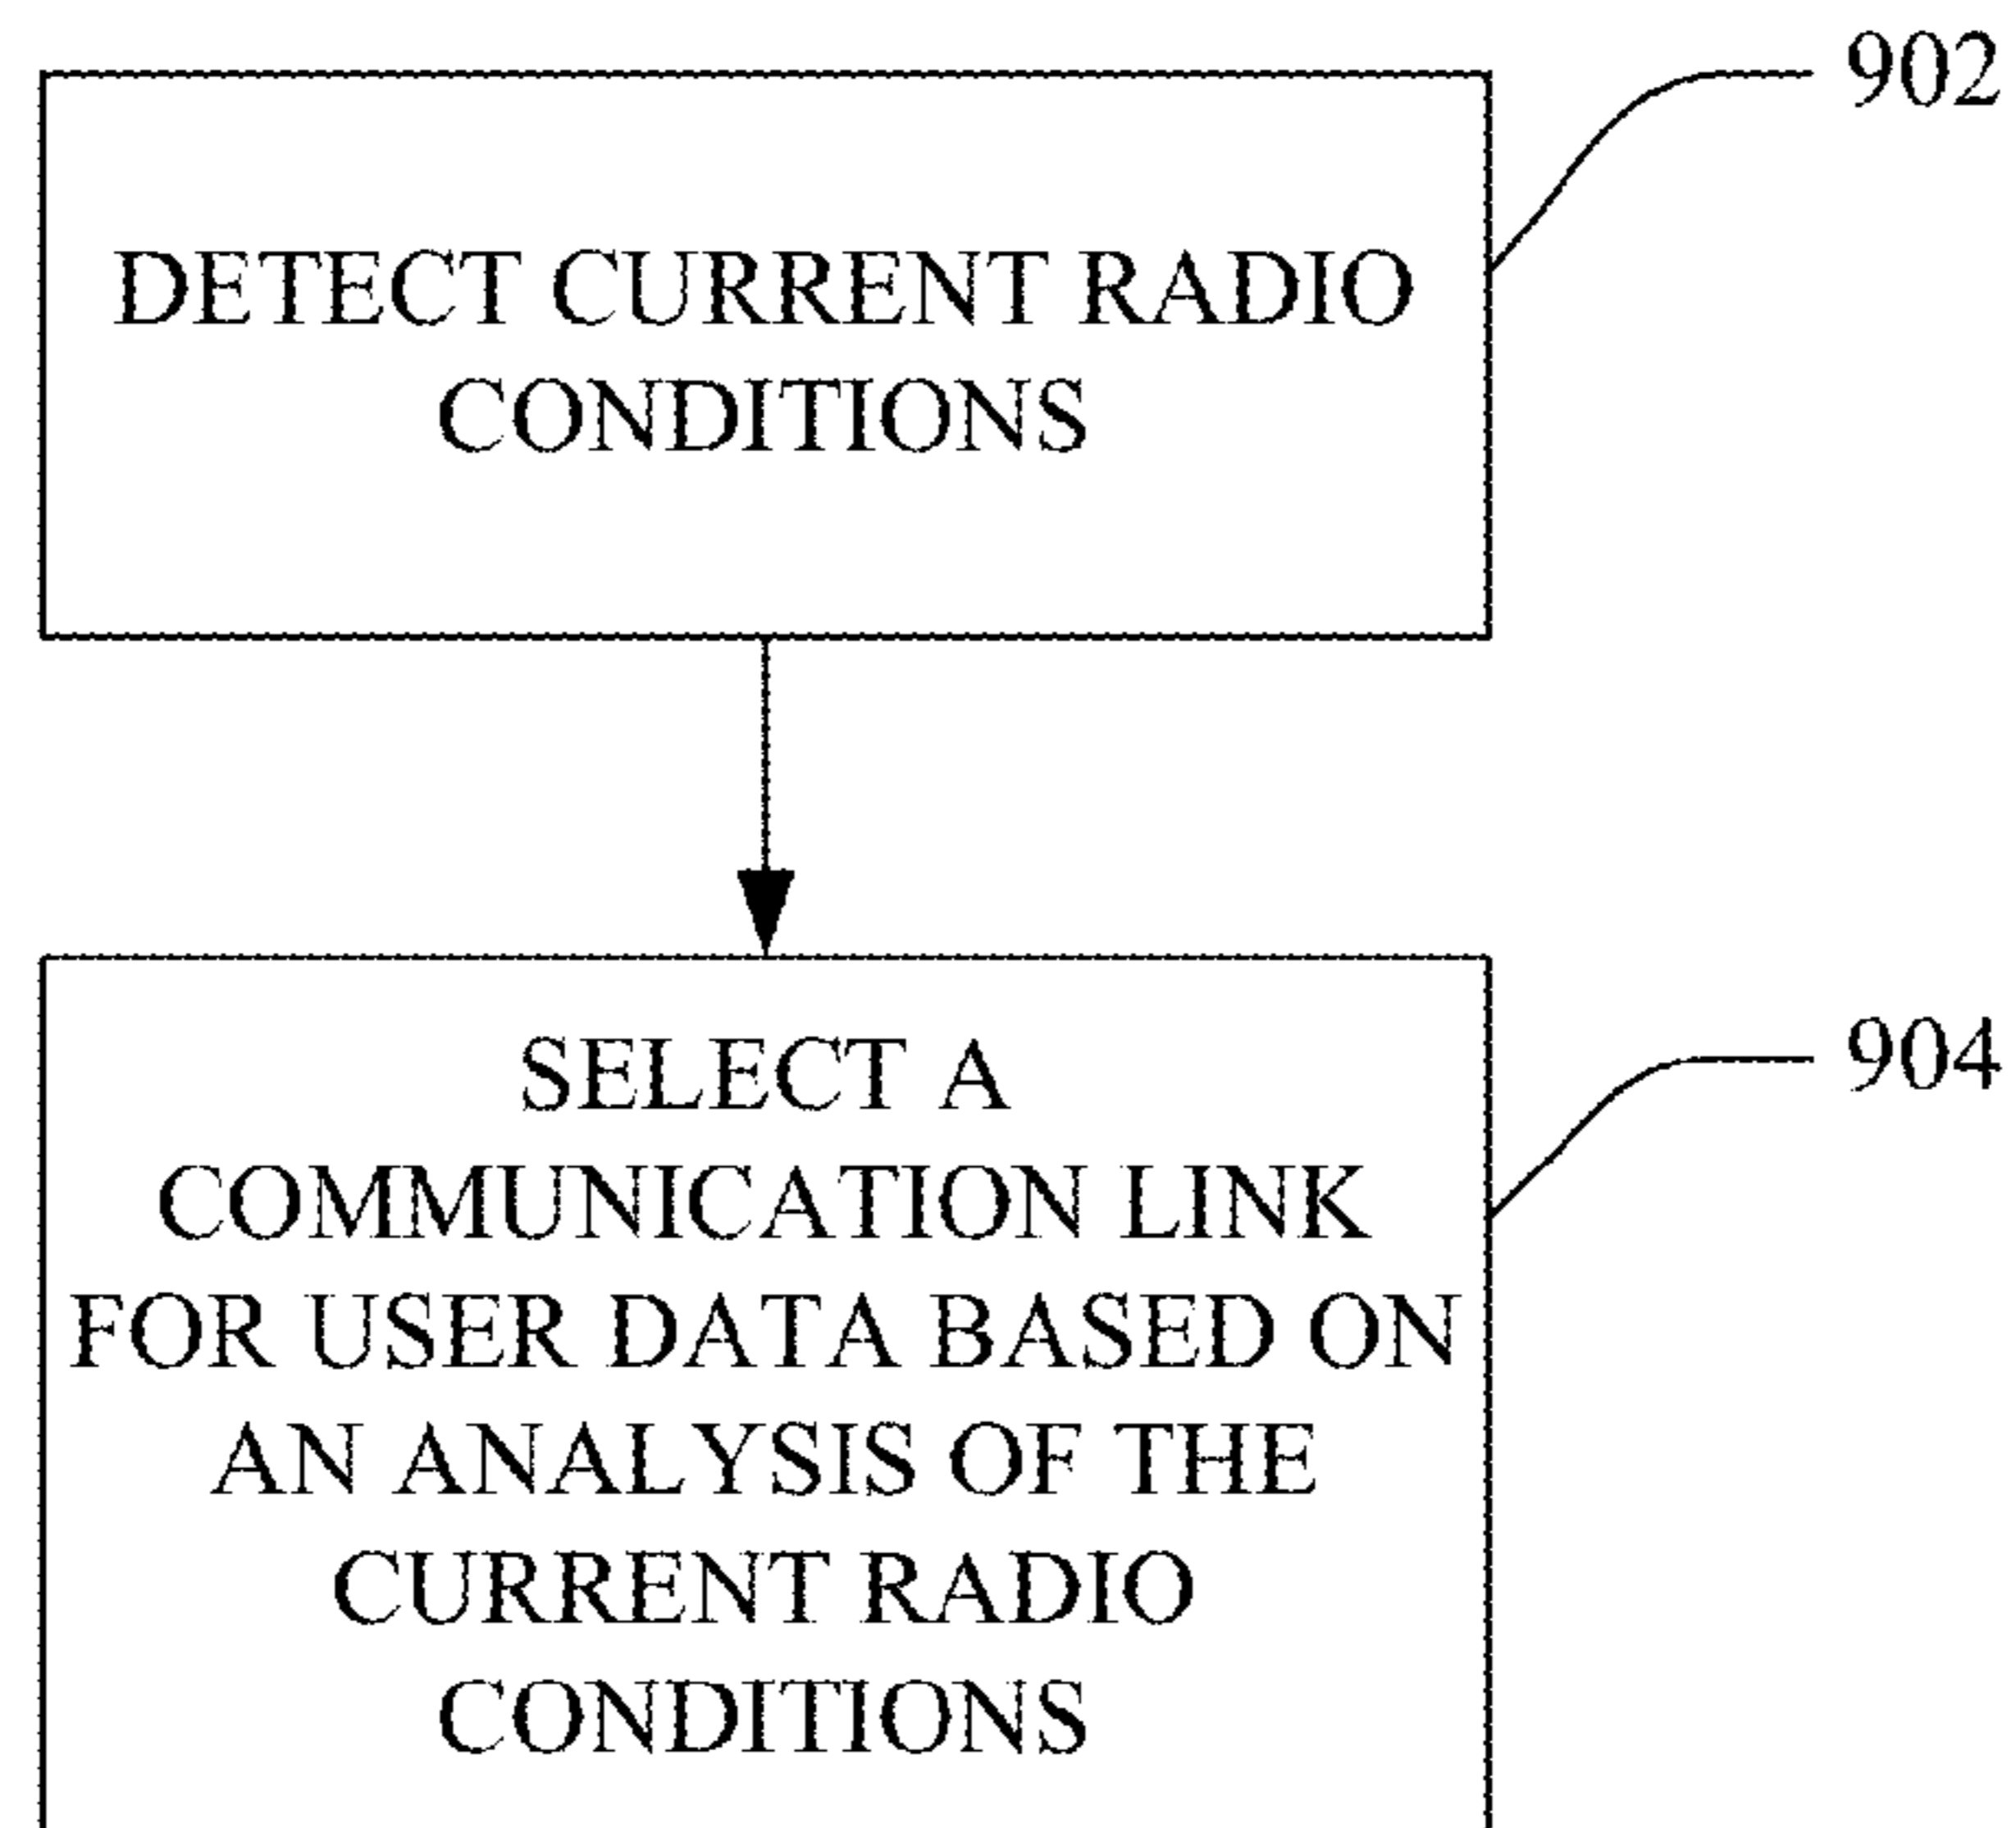 902
DETECT CURRENT RADIO
CONDITIONS
904
SELECT A
COMMUNICATION LINK
FOR USER DATA BASED ON
AN ANALYSIS OF THE
CURRENT RADIO
CONDITIONS